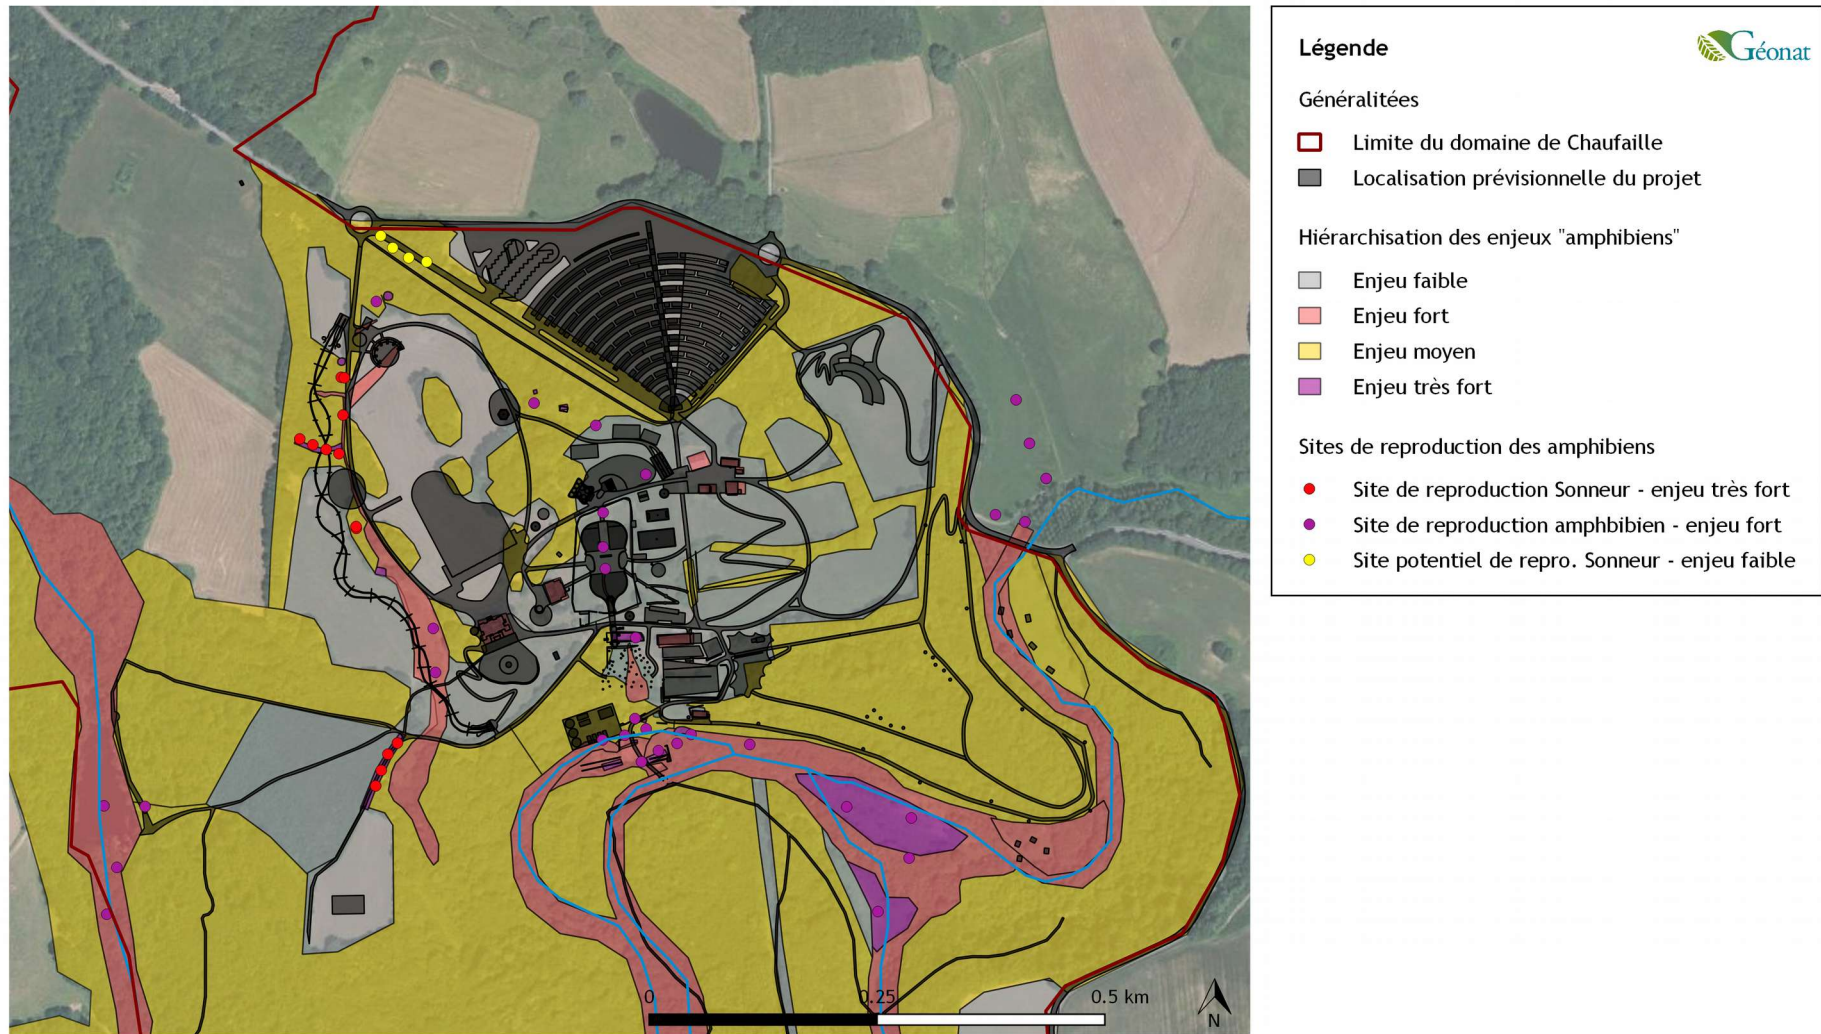 Légende
Géonat
Généralitées
Limite du domaine de Chaufaille
Localisation prévisionnelle du projet
Hiérarchisation des enjeux "amphibiens"
Enjeu faible
Enjeu fort
Enjeu moyen
Enjeu très fort
Sites de reproduction des amphibiens
Site de reproduction Sonneur - enjeu très fort
Site de reproduction amphbibien - enjeu fort
Site potentiel de repro. Sonneur - enjeu faible
0 0.25 0.5 km
N